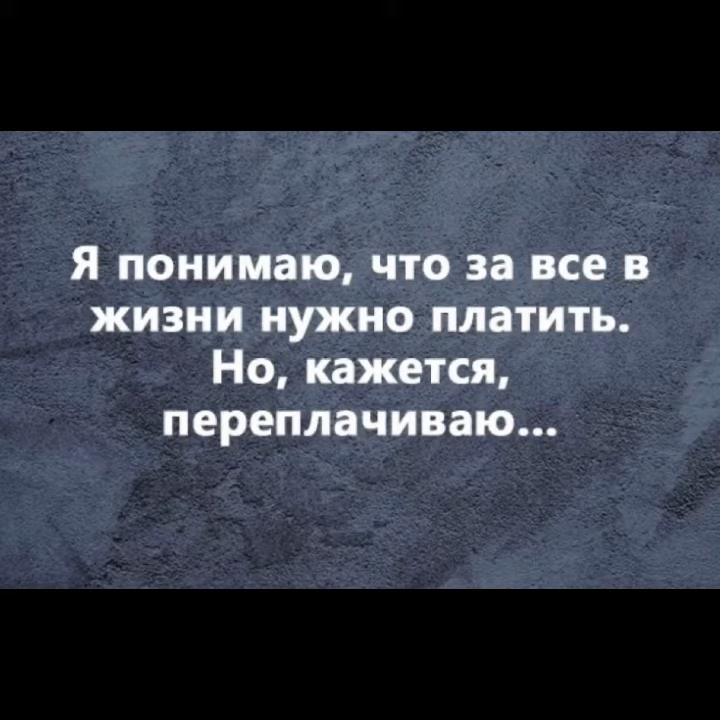 Я понимаю, что за все в
жизни нужно платить.
Но, кажется,
переплачиваю...